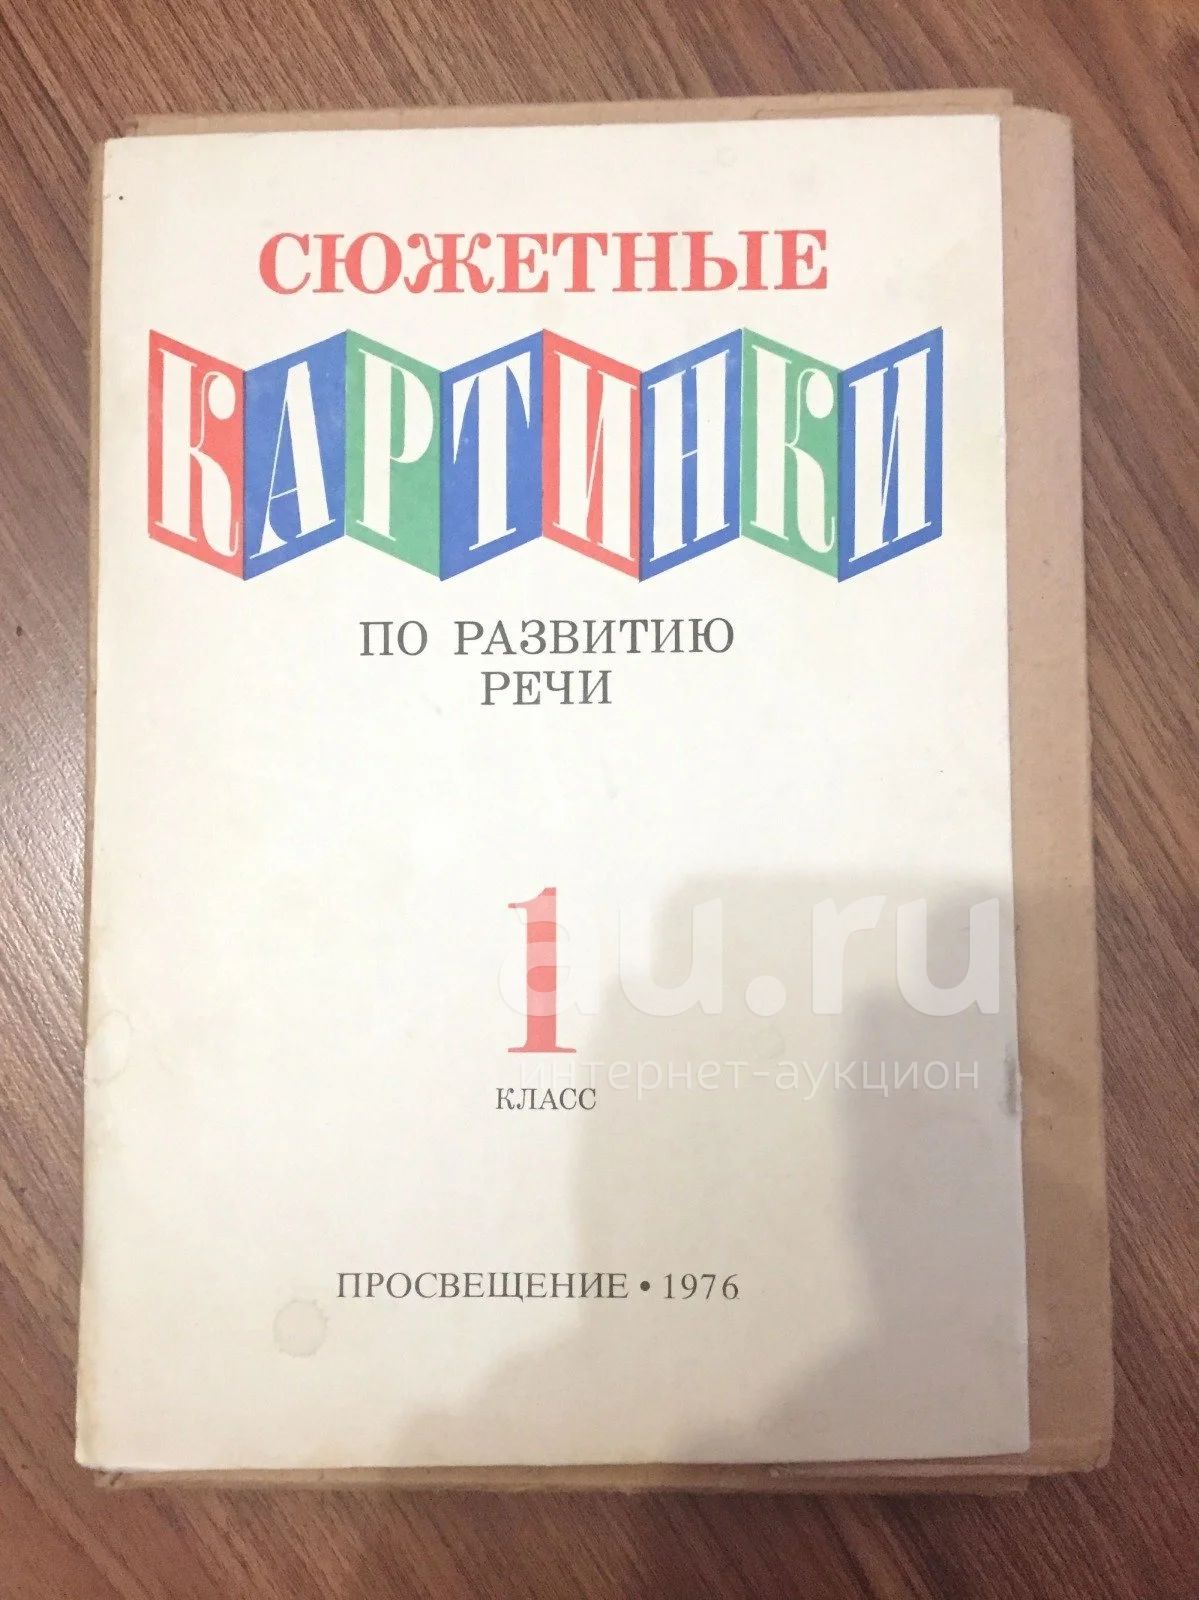 СЮЖЕТНЫЕ
КАРТИНКИ
ПО РАЗВИТИЮ
РЕЧИ
1
au.ru
интернет-аукцион
КЛАСС
ПРОСВЕЩЕНИЕ • 1976